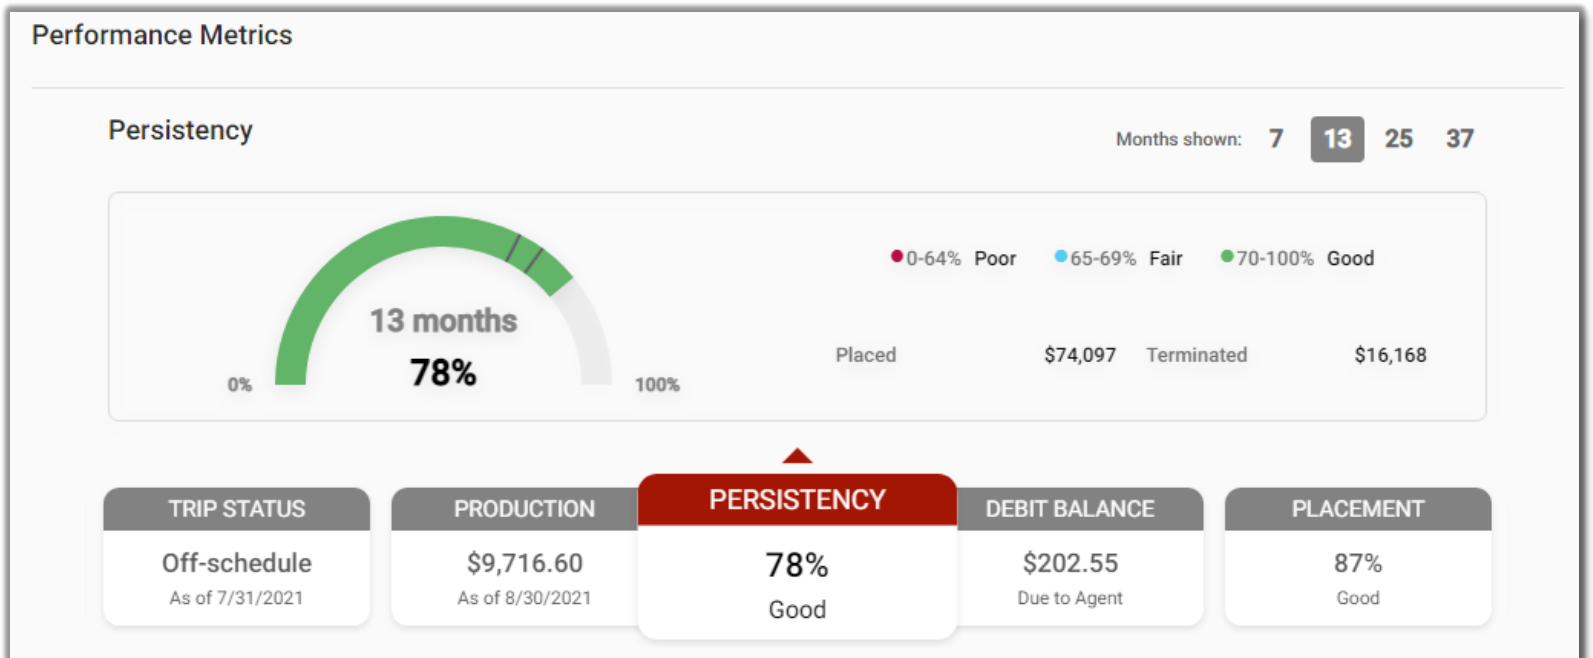 Performance Metrics
Persistency
Months shown: 7 13 25 37
0-64% Poor 65-69% Fair 70-100% Good
13 months
78%
0%
100%
Placed $74,097 Terminated $16,168
TRIP STATUS
Off-schedule
As of 7/31/2021
PRODUCTION
$9,716.60
As of 8/30/2021
PERSISTENCY
78%
Good
DEBIT BALANCE
$202.55
Due to Agent
PLACEMENT
87%
Good